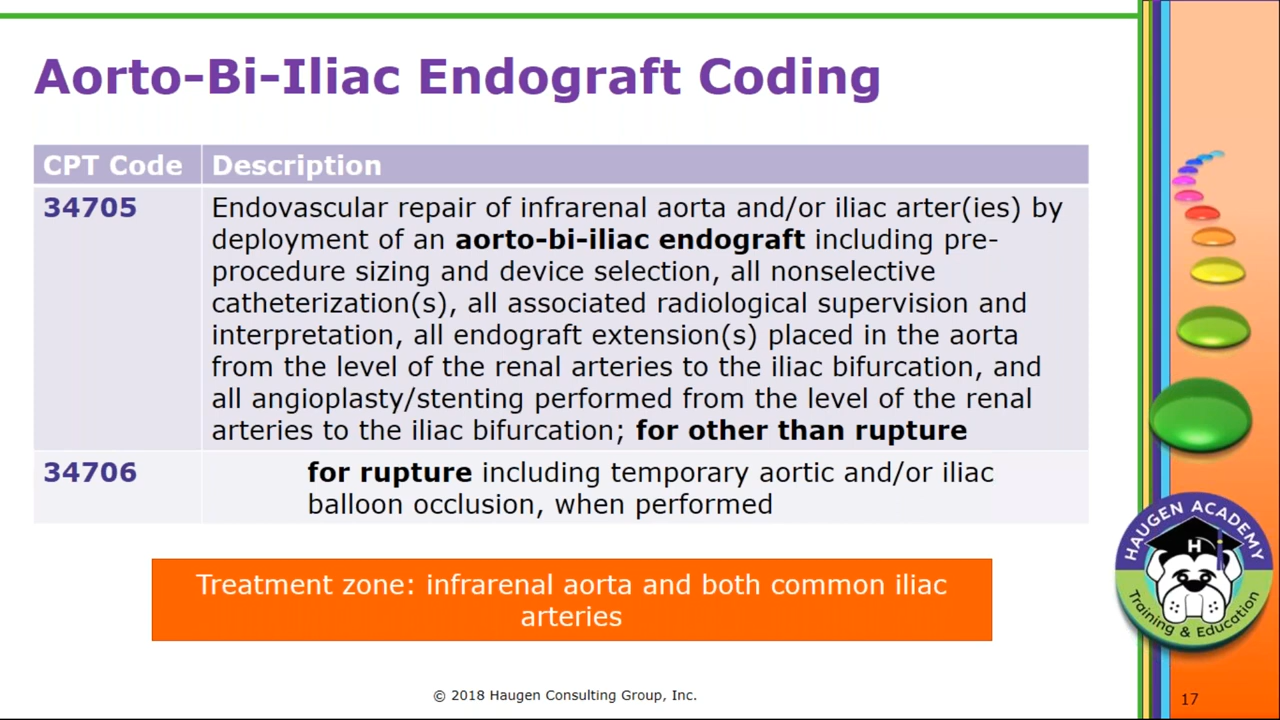 Aorto-Bi-Iliac Endograft Coding
CPT Code Description
34705 Endovascular repair of infrarenal aorta and/or iliac arter(ies) by
deployment of an aorto-bi-iliac endograft including pre-
procedure sizing and device selection, all nonselective
catheterization(s), all associated radiological supervision and
interpretation, all endograft extension(s) placed in the aorta
from the level of the renal arteries to the iliac bifurcation, and
all angioplasty/stenting performed from the level of the renal
arteries to the iliac bifurcation; for other than rupture
34706 for rupture including temporary aortic and/or iliac
balloon occlusion, when performed
Treatment zone: infrarenal aorta and both common iliac
arteries
HAUGEN ACADEMY
H
Training & Education
© 2018 Haugen Consulting Group, Inc.
17